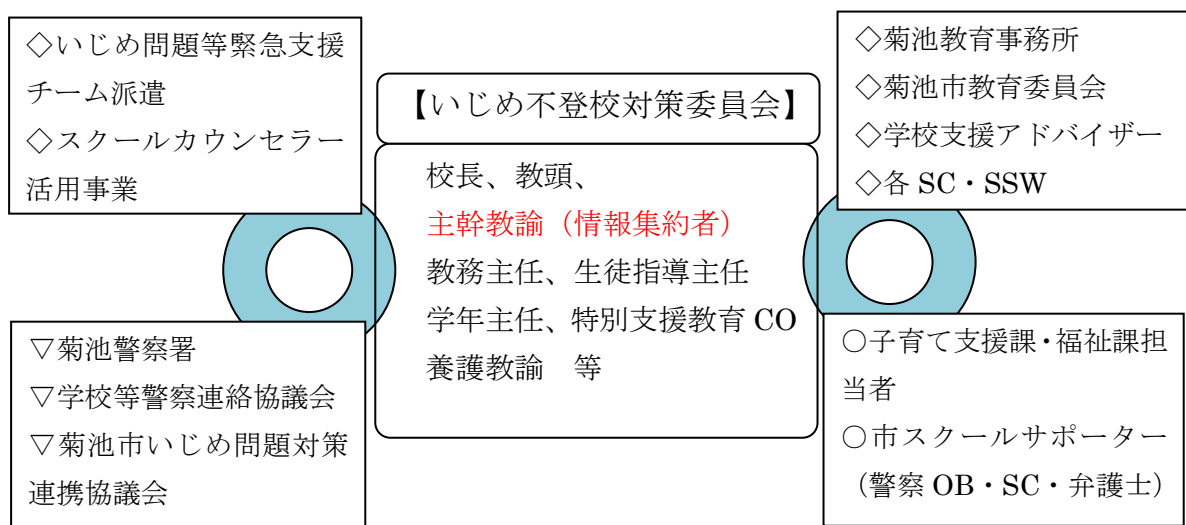 ◇いじめ問題等緊急支援
チーム派遣
◇スクールカウンセラー
活用事業
【いじめ不登校対策委員会】
校長、教頭、
主幹教諭（情報集約者）
教務主任、生徒指導主任
学年主任、特別支援教育 CO
養護教諭　等
◇菊池教育事務所
◇菊池市教育委員会
◇学校支援アドバイザー
◇各 SC・SSW
▽菊池警察署
▽学校等警察連絡協議会
▽菊池市いじめ問題対策
連携協議会
○子育て支援課・福祉課担
当者
○市スクールサポーター
（警察 OB・SC・弁護士）